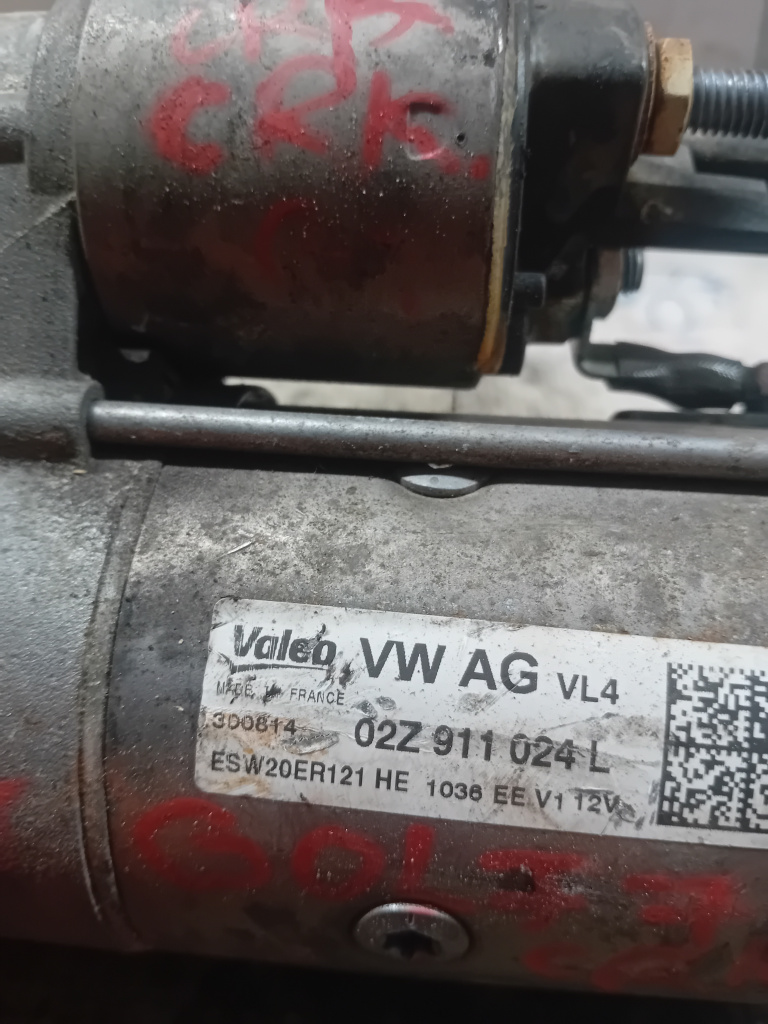 CRK.
Valeo VW AG VL4
MADE IN FRANCE
300814 02Z 911 024 L
ESW20ER121 HE 1036 EE V1 12V
GOLF 7